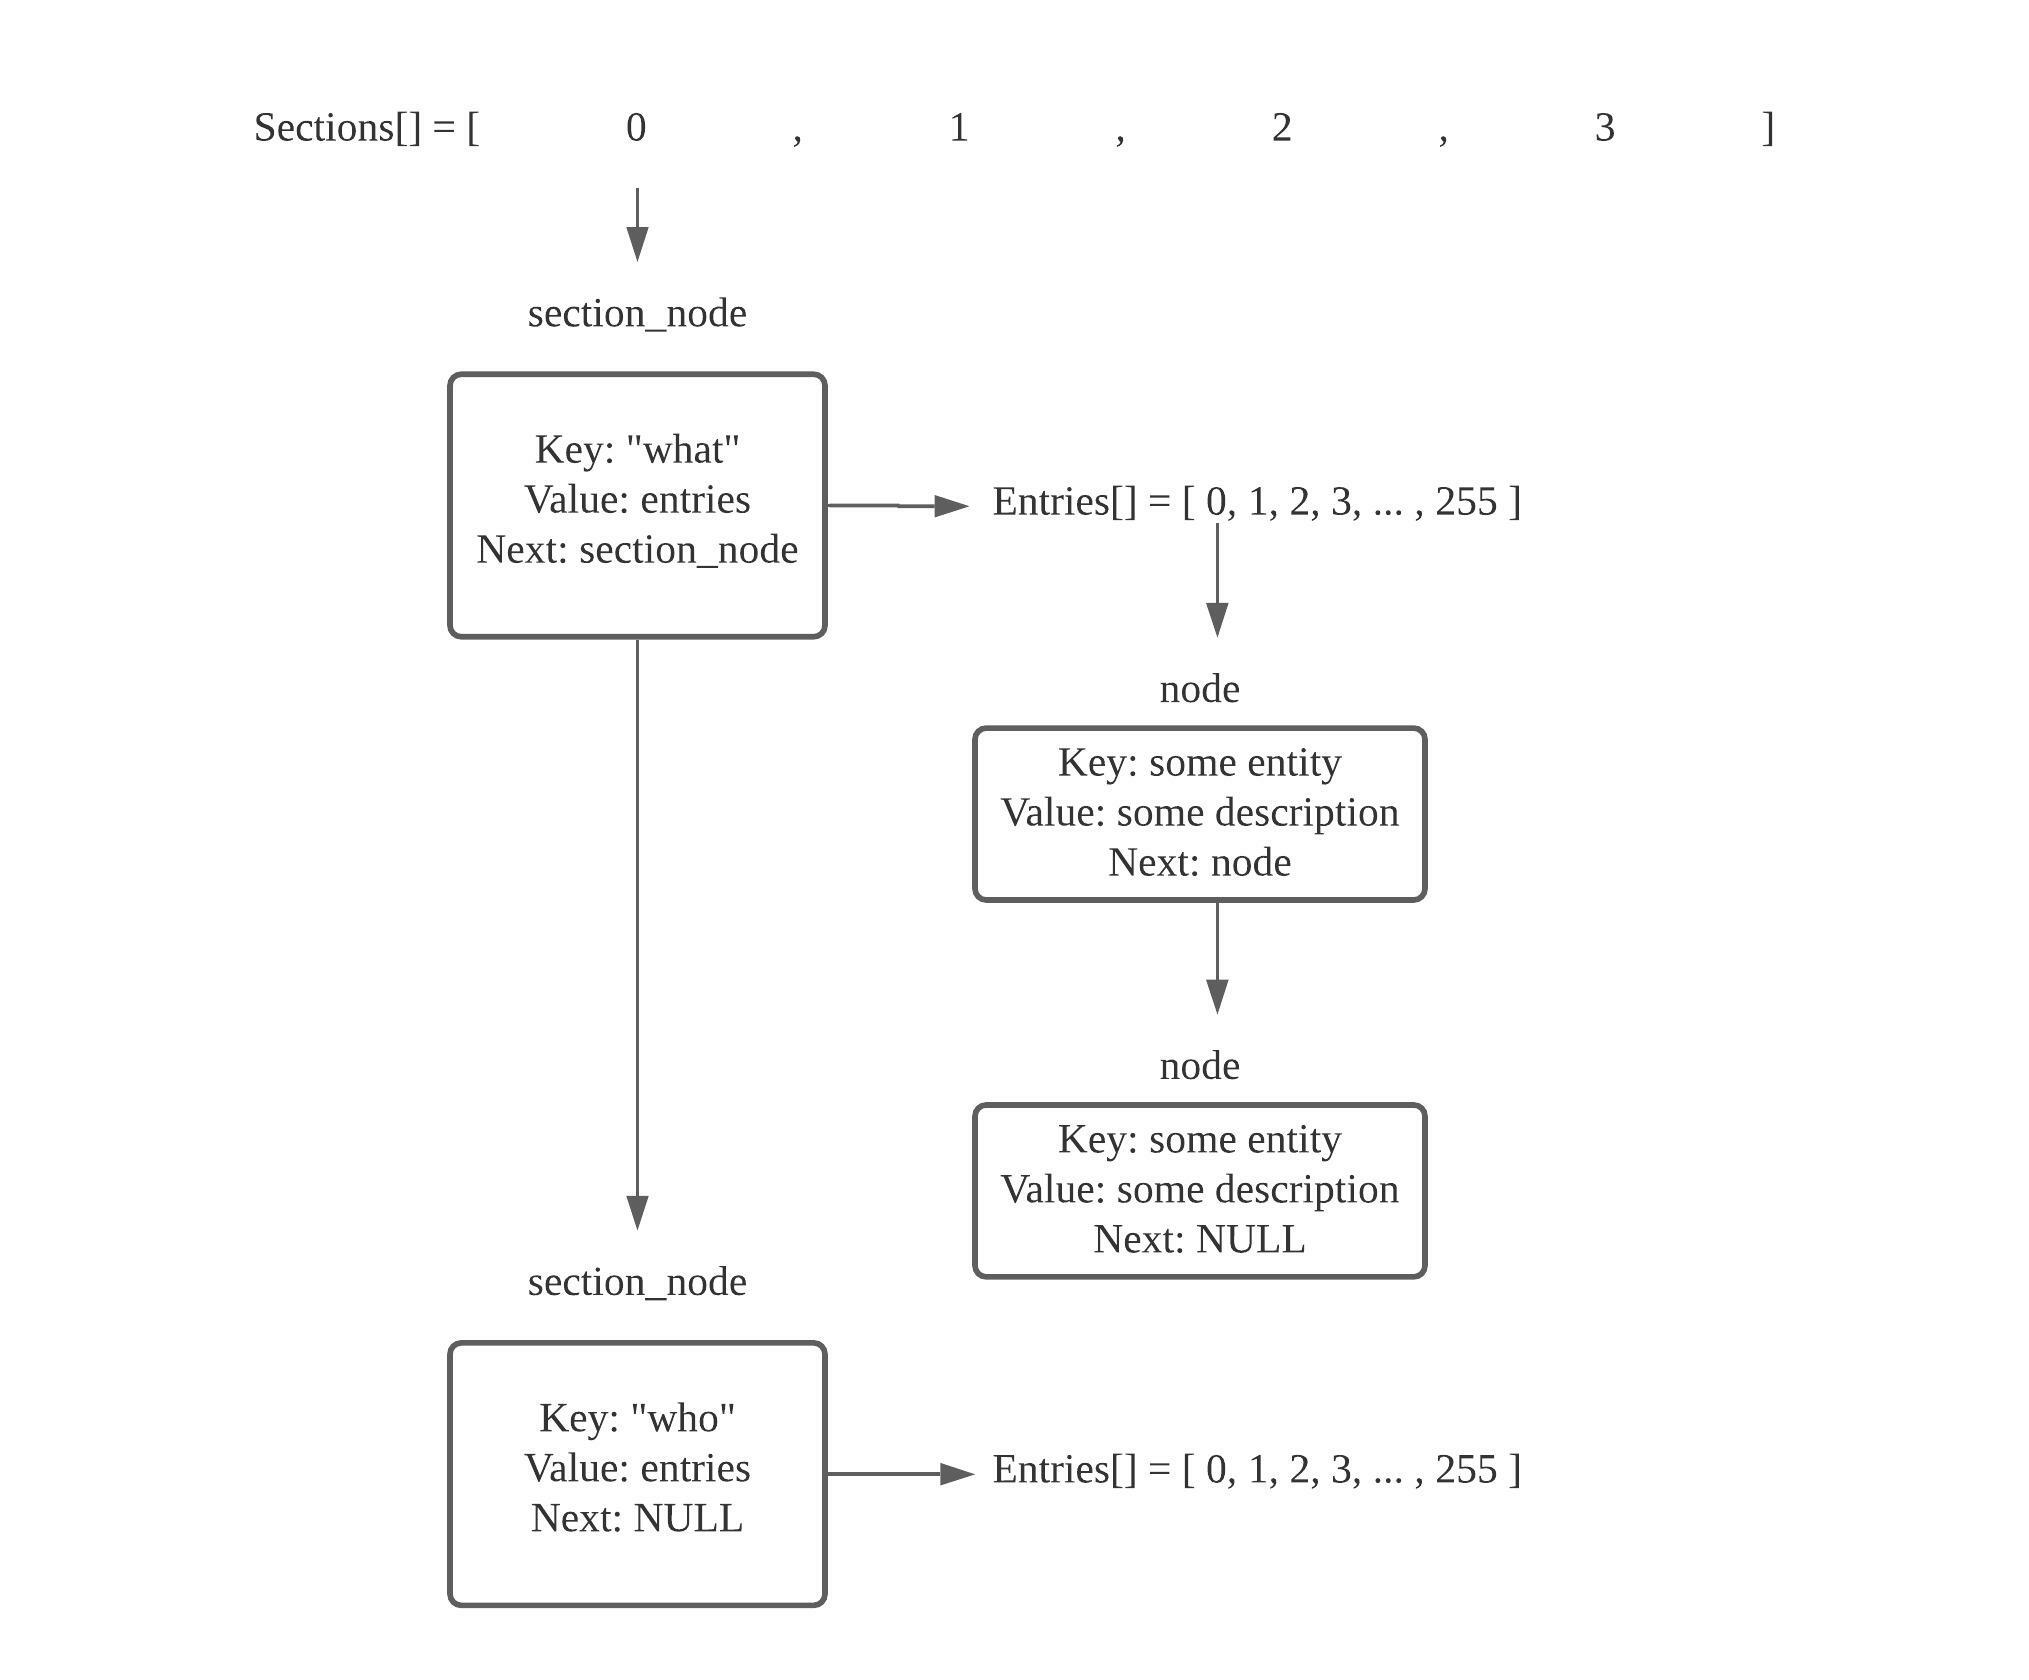 Sections[] = [ 0 , 1 , 2 , 3 ]
section_node
Key: "what"
Value: entries
Next: section_node
Entries[] = [ 0, 1, 2, 3, ... , 255 ]
node
Key: some entity
Value: some description
Next: node
node
Key: some entity
Value: some description
Next: NULL
section_node
Key: "who"
Value: entries
Next: NULL
Entries[] = [ 0, 1, 2, 3, ... , 255 ]